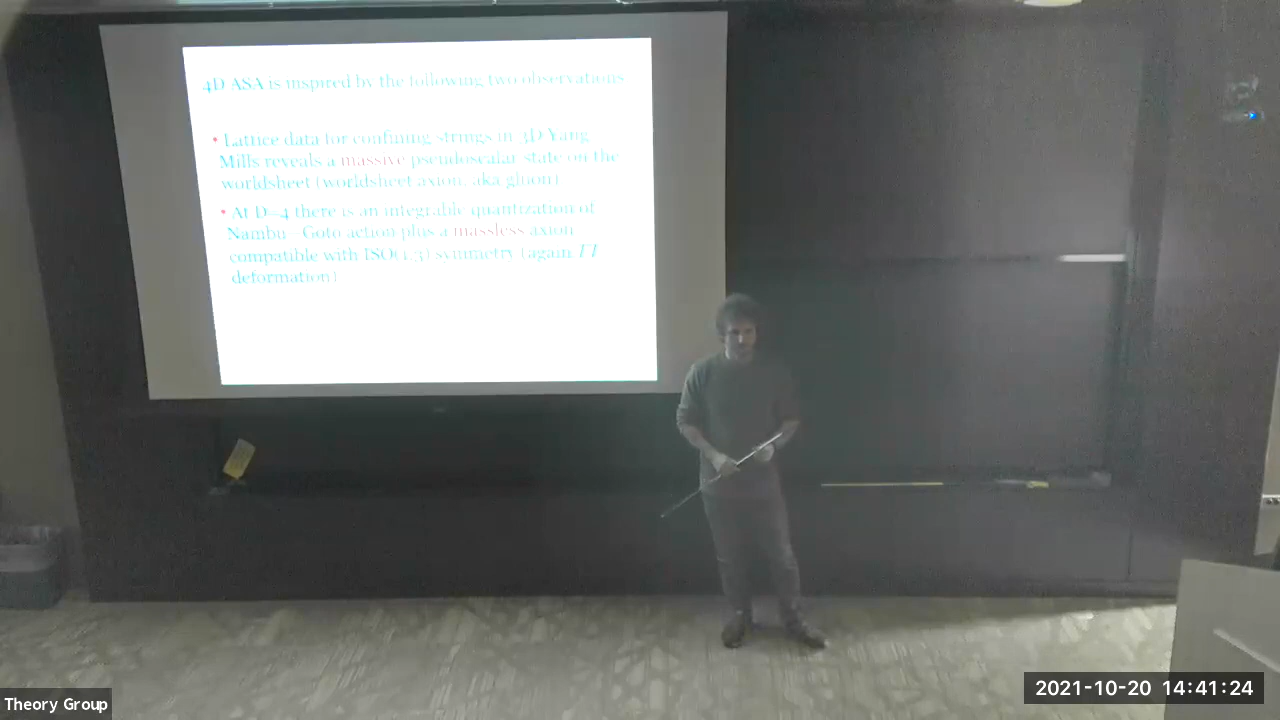 4D ASA is inspired by the following two observations
• Lattice data for confining strings in 3D Yang
Mills reveals a massive pseudoscalar state on the
worldsheet (worldsheet axion, aka gluon)
• At D=4 there is an integrable quantization of
Nambu—Goto action plus a massless axion
compatible with ISO(1,3) symmetry (again, TT
deformation)
Theory Group
2021-10-20 14:41:24